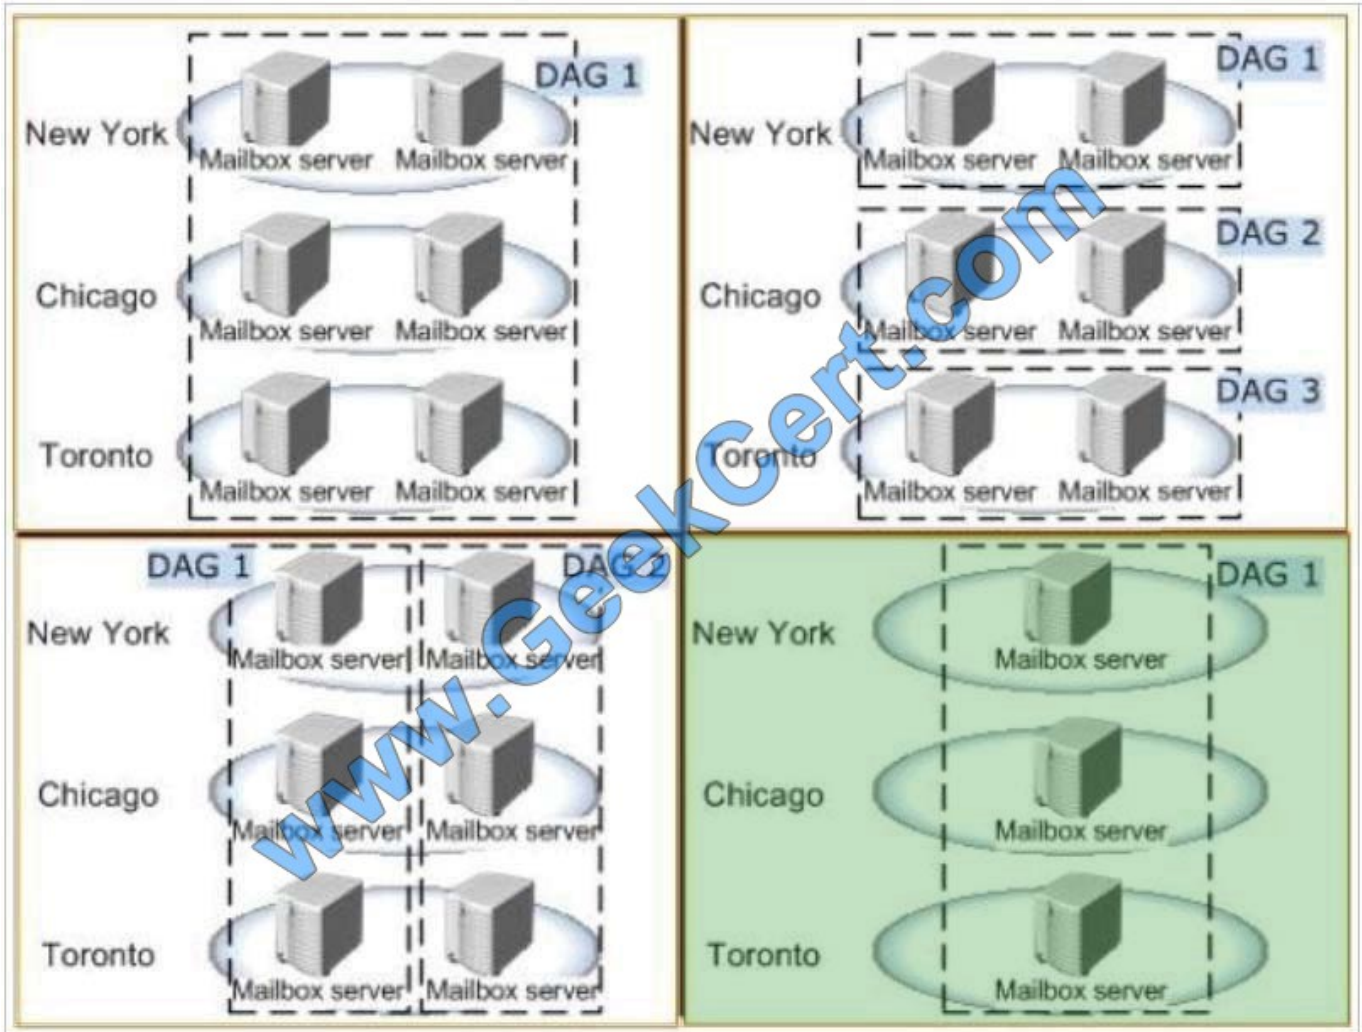 DAG 1
New York
Mailbox server Mailbox server
Chicago
Mailbox server Mailbox server
Toronto
Mailbox server Mailbox server
DAG 1
New York
Mailbox server Mailbox server
DAG 2
Chicago
Mailbox server Mailbox server
DAG 3
Toronto
Mailbox server Mailbox server
DAG 1 DAG 2
New York
Mailbox server Mailbox server
Chicago
Mailbox server Mailbox server
Toronto
Mailbox server Mailbox server
DAG 1
New York
Mailbox server
Chicago
Mailbox server
Toronto
Mailbox server
www.GeekCert.com